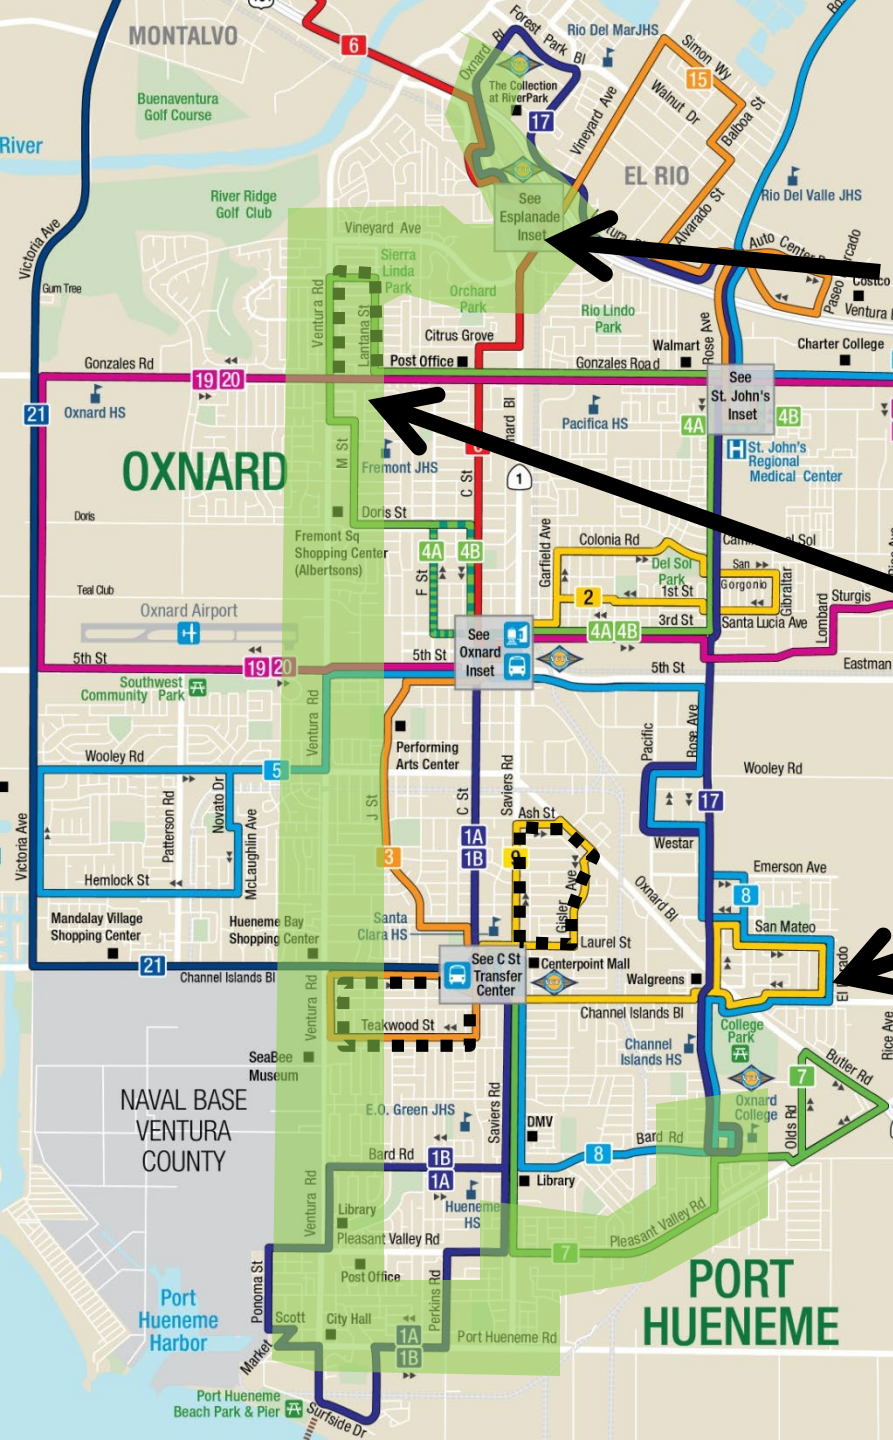 MONTALVO
6
Forest Park Bl
Rio Del MarJHS
Oxnard Bl
Simon Wy
15
The Collection
at RiverPark
Buenaventura
Golf Course
17
Vineyard Ave
Walnut Dr
Balboa St
River
EL RIO
River Ridge
Golf Club
See
Esplanade
Inset
Rio Del Valle JHS
Victoria Ave
Vineyard Ave
Alvarado St
Sierra
Linda
Park
Auto Center
Paseo
Costco
Gum Tree
Ventura Rd
Lantana St
Orchard
Park
Rio Lindo
Park
Ventura
Citrus Grove
Rose Ave
Walmart
Charter College
Gonzales Rd
Post Office
Gonzales Road
19 20
See
St. John's
Inset
21
Oxnard HS
Pacifica HS
4A
4B
OXNARD
M St
Fremont JHS
C St
1
St. John's
Regional
Medical Center
Doris
Doris St
Fremont Sq
Shopping Center
(Albertsons)
4A
4B
Garfield Ave
Colonia Rd
F St
Del Sol
Park
San
Gorgonio
Gibraltar
Teal Club
2
1st St
Lombard
Sturgis
Oxnard Airport
See
Oxnard
Inset
4A 4B
3rd St
Santa Lucia Ave
5th St
19 20
5th St
5th St
Eastman
Southwest
Community Park
Ventura Rd
Performing
Arts Center
Pacific
Rose Ave
Wooley Rd
5
Saviers Rd
Wooley Rd
Victoria Ave
Patterson Rd
Novato Dr
McLaughlin Ave
J St
C St
Ash St
17
1A
1B
Westar
3
Hemlock St
Gisler Ave
Oxnard Bl
Emerson Ave
8
Mandalay Village
Shopping Center
Hueneme Bay
Shopping Center
Santa
Clara HS
Laurel St
San Mateo
21
Channel Islands Bl
See C St
Transfer
Center
Centerpoint Mall
Walgreens
Ventura Rd
Teakwood St
Channel Islands Bl
College
Park
Rice Ave
SeaBee
Museum
Channel
Islands HS
7
Butler Rd
NAVAL BASE
VENTURA
COUNTY
E.O. Green JHS
Saviers Rd
DMV
Oxnard
College
Olds Rd
Bard Rd
1B
1A
8
Bard Rd
Ventura Rd
Hueneme
HS
Library
Library
Pleasant Valley Rd
Pleasant Valley Rd
7
Post Office
Ponoma St
Perkins Rd
PORT
HUENEME
Port
Hueneme
Harbor
Scott
City Hall
1A
1B
Port Hueneme Rd
Market
Port Hueneme
Beach Park & Pier
Surfside Dr